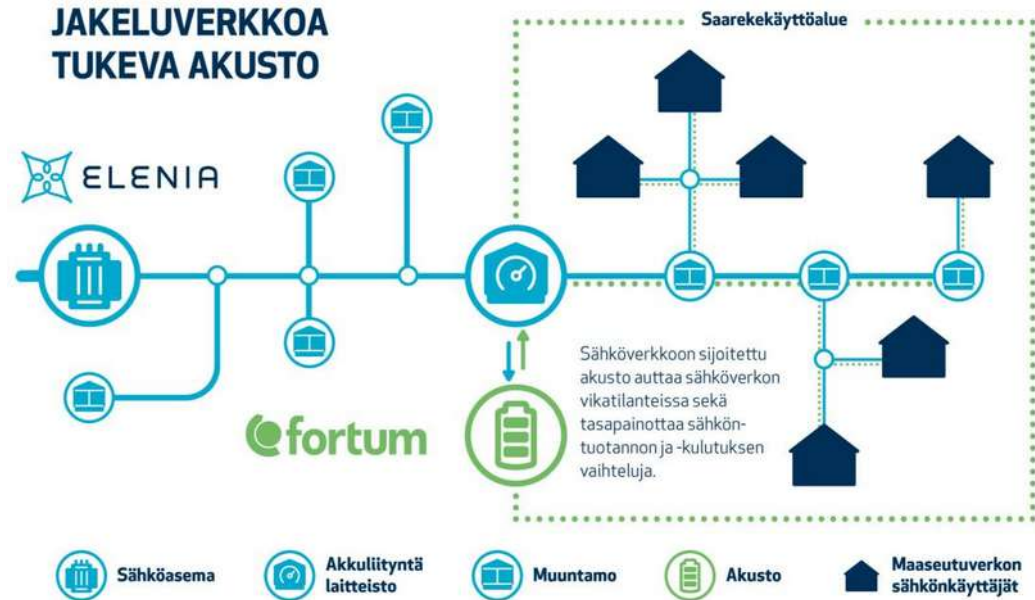 JAKELUVERKKOA
TUKEVA AKUSTO
Saarekekäyttöalue
ELENIA
Sähköverkkoon sijoitettu
akusto auttaa sähköverkon
vikatilanteissa sekä
tasapainottaa sähkön-
tuotannon ja -kulutuksen
vaihteluja.
fortum
Sähköasema
Akkuliityntä
laitteisto
Muuntamo
Akusto
Maaseutuverkon
sähkönkäyttäjät